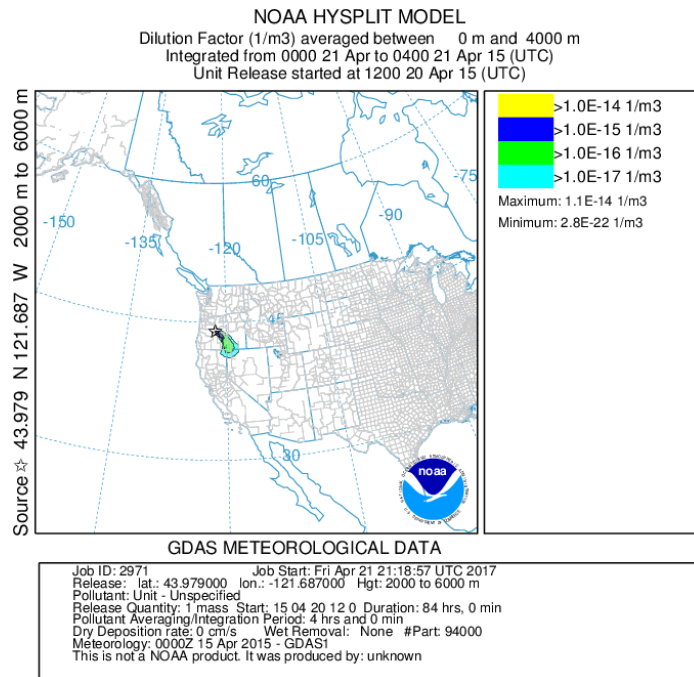 NOAA HYSPLIT MODEL
Dilution Factor (1/m3) averaged between 0 m and 4000 m
Integrated from 0000 21 Apr to 0400 21 Apr 15 (UTC)
Unit Release started at 1200 20 Apr 15 (UTC)
Source ☆ 43.979 N 121.687 W 2000 m to 6000 m
>1.0E-14 1/m3
>1.0E-15 1/m3
>1.0E-16 1/m3
>1.0E-17 1/m3
Maximum: 1.1E-14 1/m3
Minimum: 2.8E-22 1/m3
60
-75
-150
-90
-135
-105
-120
45
-30
noaa
GDAS METEOROLOGICAL DATA
Job ID: 2971 Job Start: Fri Apr 21 21:18:57 UTC 2017
Release: lat.: 43.979000 lon.: -121.687000 Hgt: 2000 to 6000 m
Pollutant: Unit - Unspecified
Release Quantity: 1 mass Start: 15 04 20 12 0 Duration: 84 hrs, 0 min
Pollutant Averaging/Integration Period: 4 hrs and 0 min
Dry Deposition rate: 0 cm/s Wet Removal: None #Part: 94000
Meteorology: 0000Z 15 Apr 2015 - GDAS1
This is not a NOAA product. It was produced by: unknown